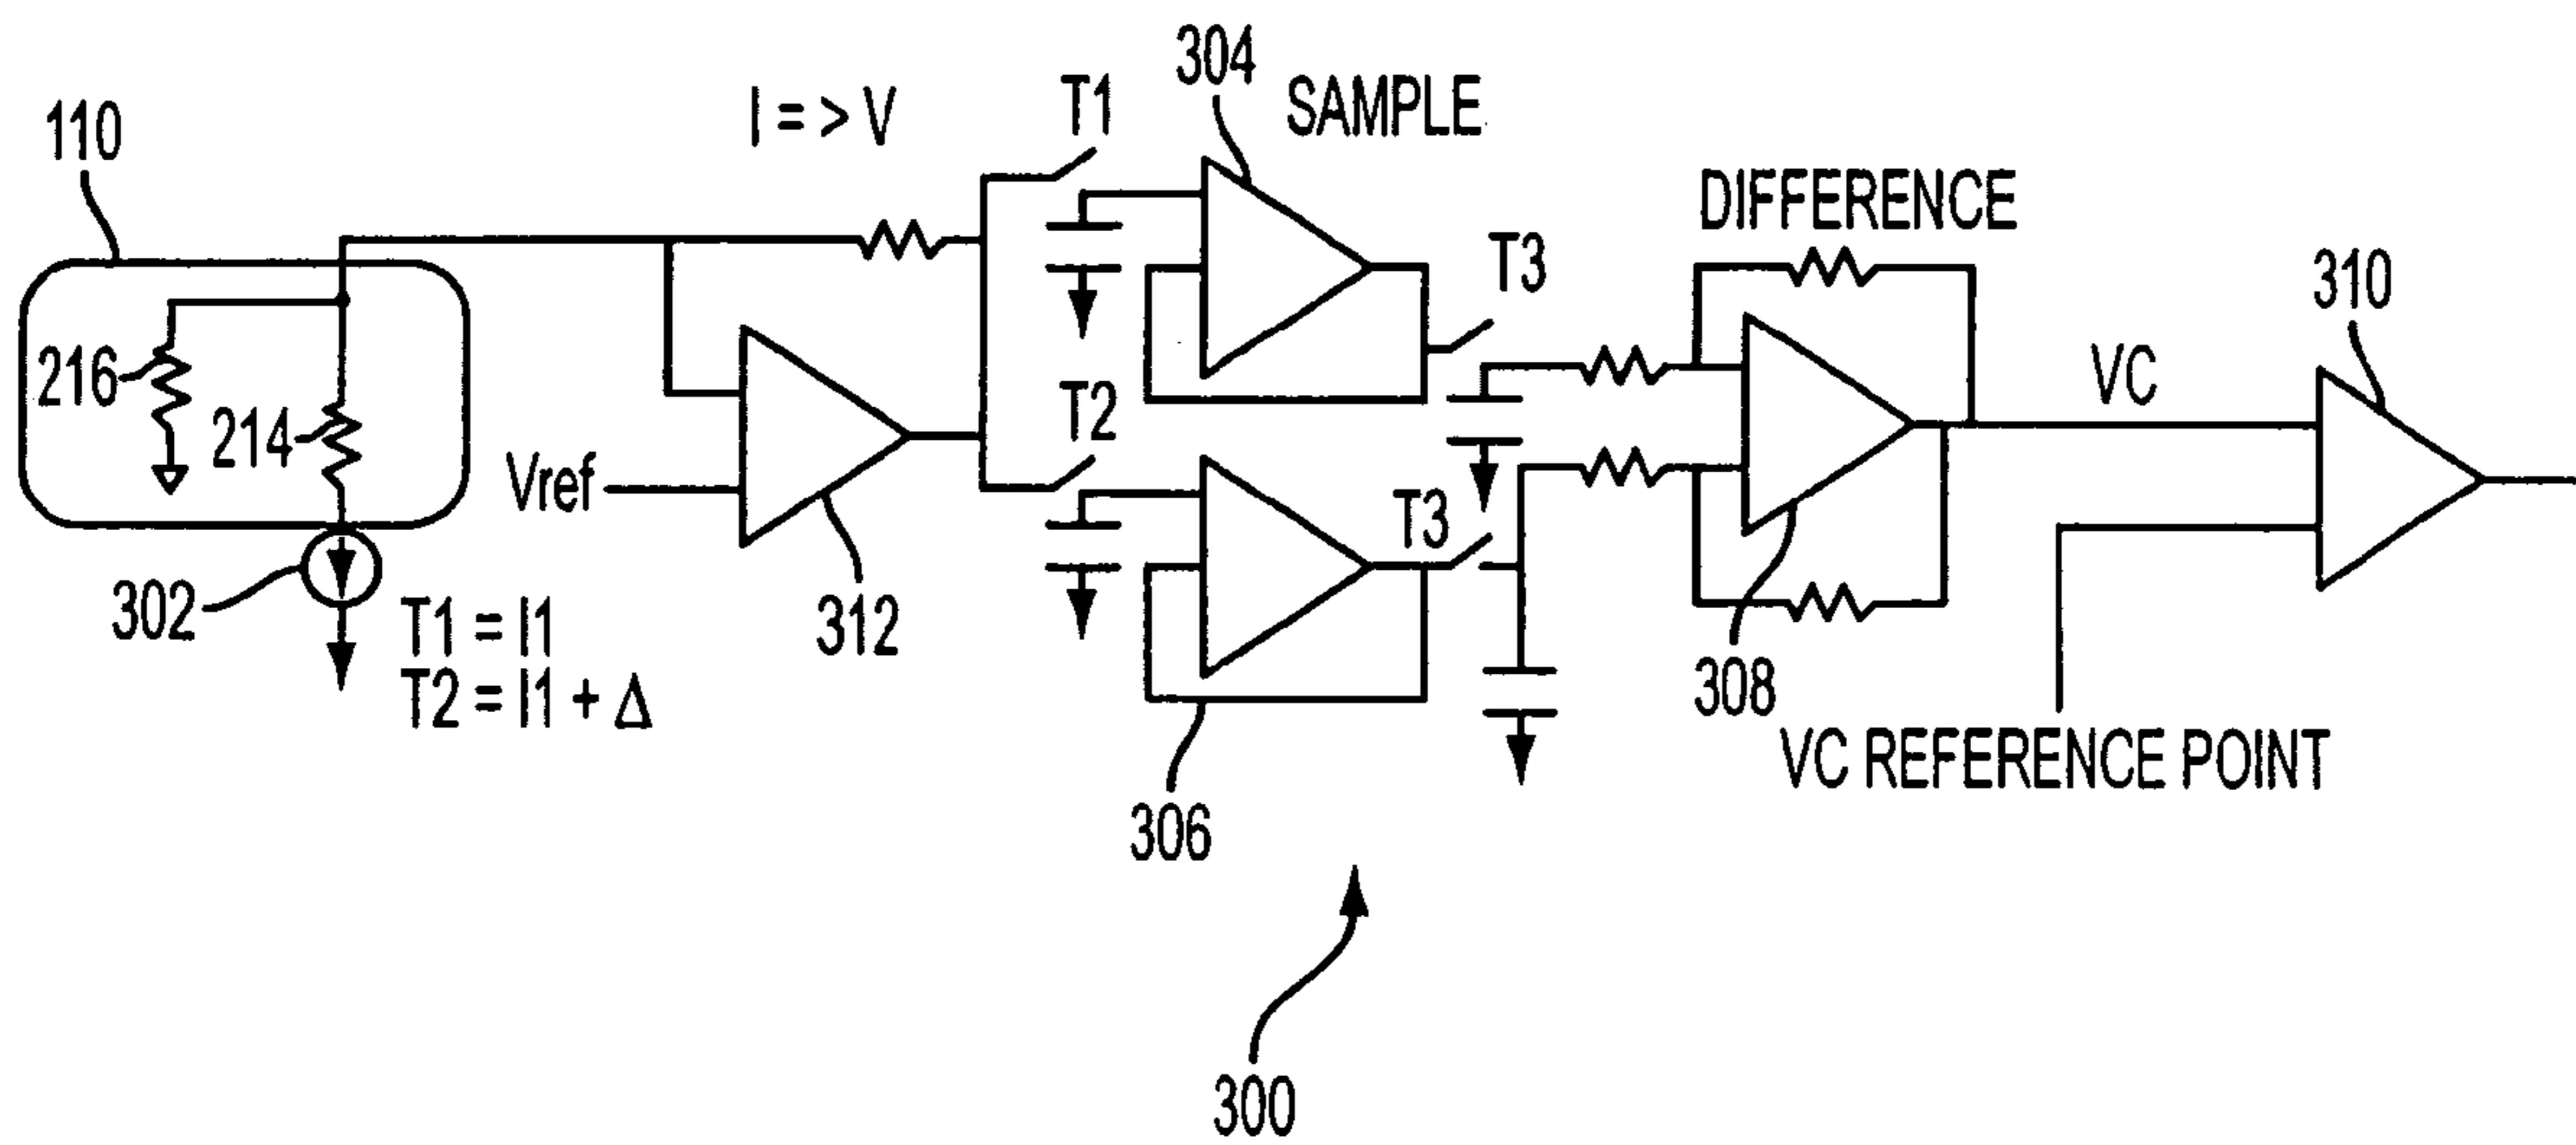 304
SAMPLE
T1
I = > V
110
DIFFERENCE
T3
310
216
VC
T2
214
Vref
T3
302
T1 = I1
T2 = I1 + Δ
312
308
VC REFERENCE POINT
306
300